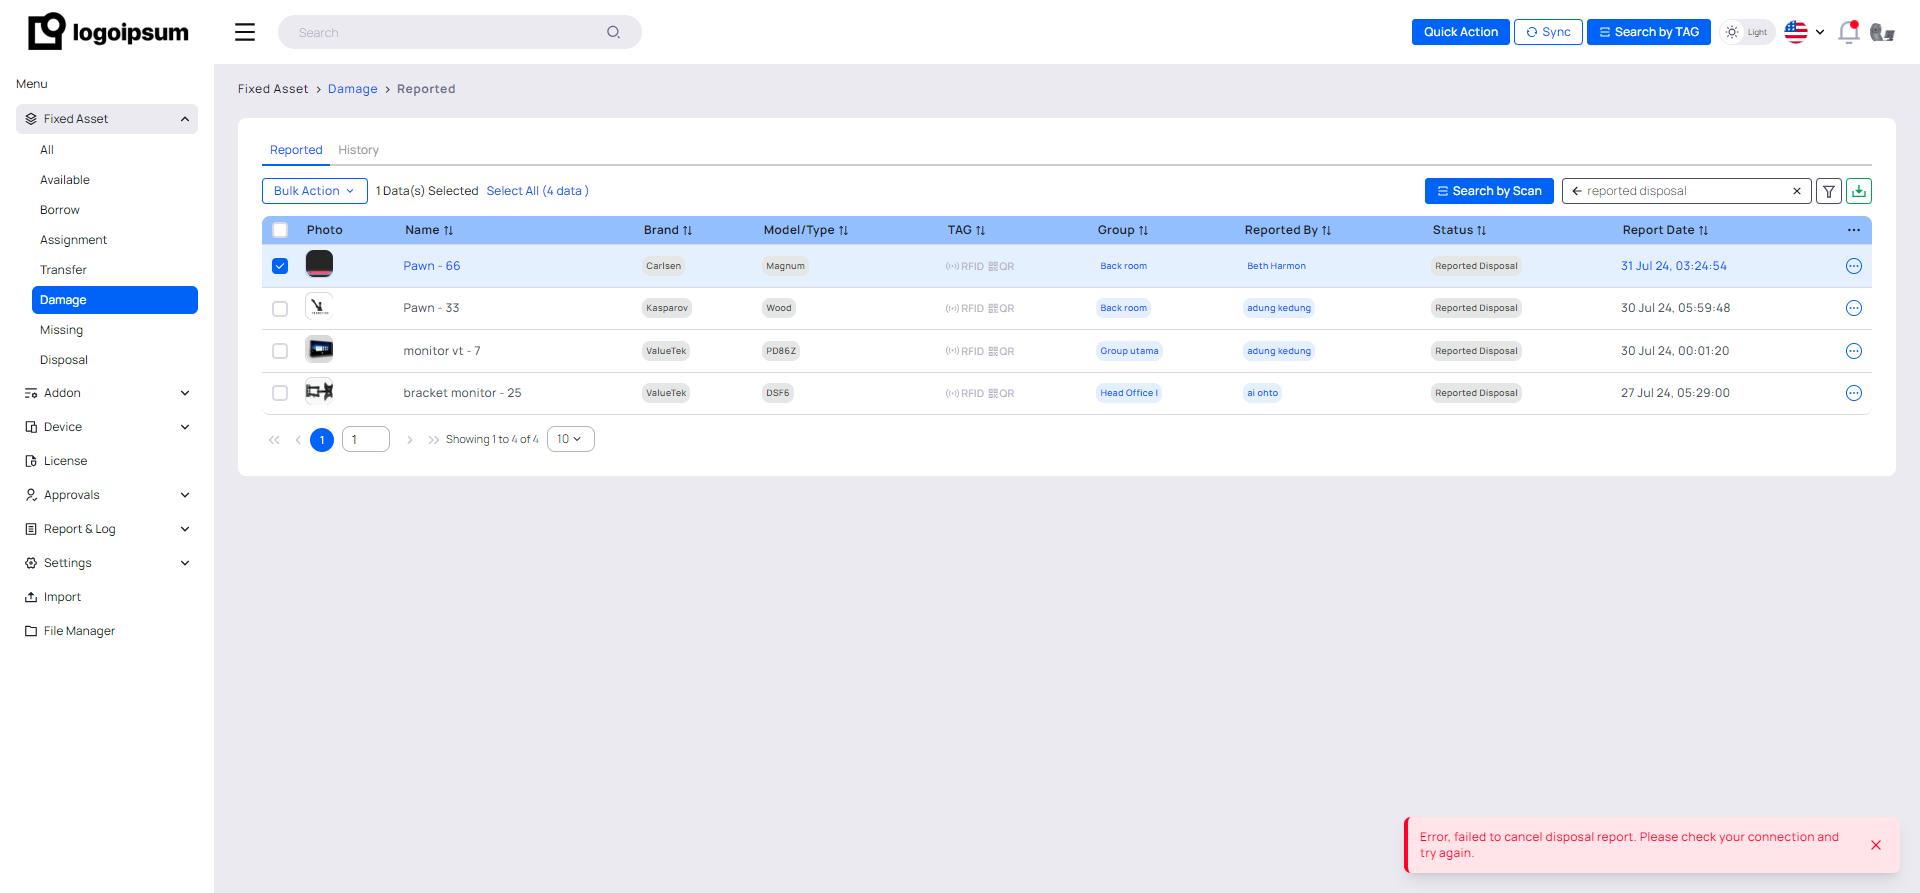 logoipsum
Search
Quick Action
Sync
Search by TAG
Light
Menu
Fixed Asset
All
Available
Borrow
Assignment
Transfer
Damage
Missing
Disposal
Addon
Device
License
Approvals
Report & Log
Settings
Import
File Manager
Fixed Asset > Damage > Reported
Reported History
Bulk Action 1 Data(s) Selected Select All (4 data )
Search by Scan reported disposal
Photo Name Brand Model/Type TAG Group Reported By Status Report Date
Pawn - 66 Carlsen Magnum RFID QR Back room Beth Harmon Reported Disposal 31 Jul 24, 03:24:54
Pawn - 33 Kasparov Wood RFID QR Back room adung kedung Reported Disposal 30 Jul 24, 05:59:48
monitor vt - 7 ValueTek PD86Z RFID QR Group utama adung kedung Reported Disposal 30 Jul 24, 00:01:20
bracket monitor - 25 ValueTek DSF6 RFID QR Head Office I ai ohto Reported Disposal 27 Jul 24, 05:29:00
1 1 Showing 1 to 4 of 4 10
Error, failed to cancel disposal report. Please check your connection and
try again.